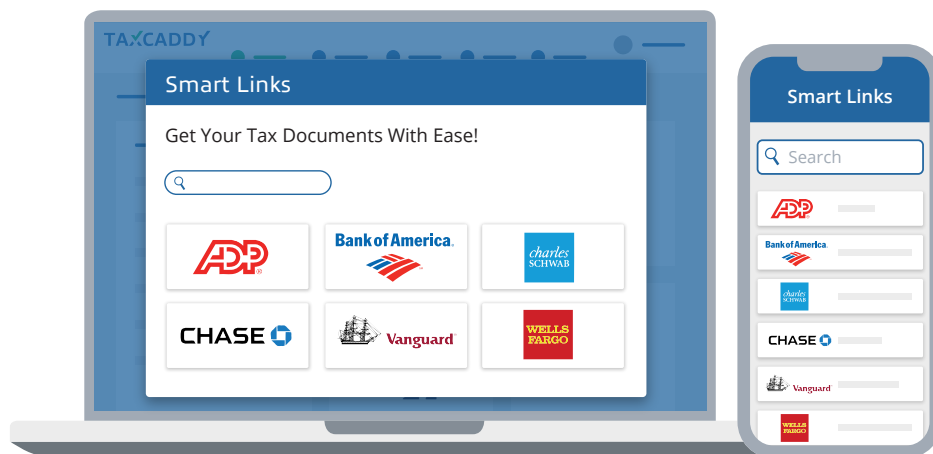 TAXCADDY
Smart Links
Get Your Tax Documents With Ease!
ADP
Bank of America
charles
SCHWAB
CHASE
Vanguard
WELLS
FARGO
Smart Links
Search
ADP
Bank of America
charles
SCHWAB
CHASE
Vanguard
WELLS
FARGO